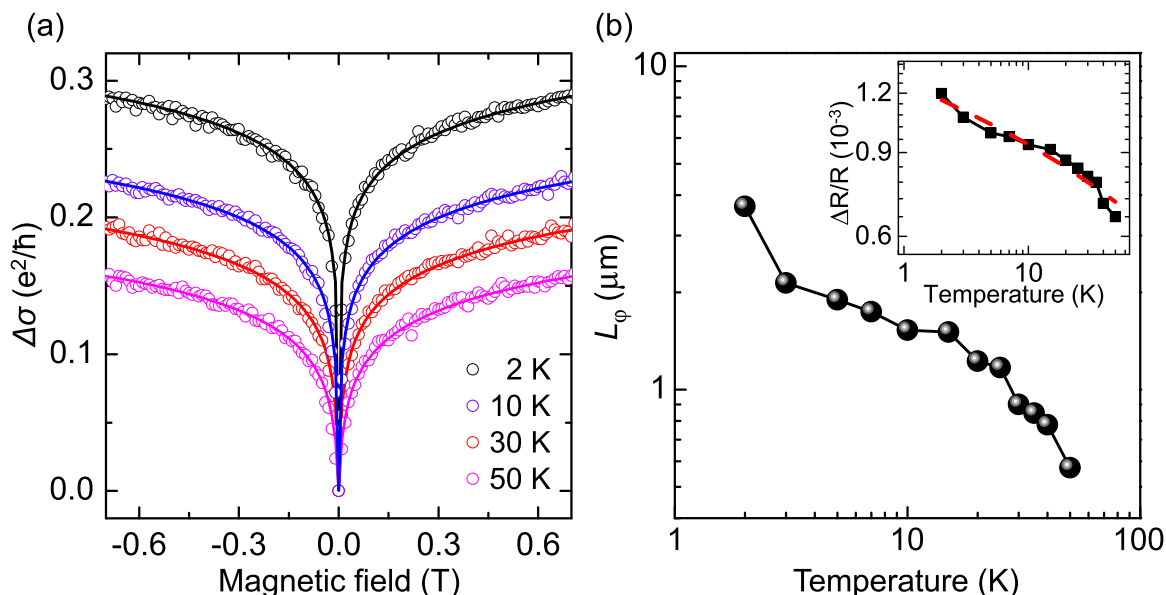 (a)
0.3
0.2
0.1
0.0
Δσ (e²/ħ)
-0.6 -0.3 0.0 0.3 0.6
Magnetic field (T)
2 K
10 K
30 K
50 K
(b)
10
1
Lφ (μm)
1 10 100
Temperature (K)
1.2
0.9
0.6
ΔR/R (10⁻³)
1 10
Temperature (K)